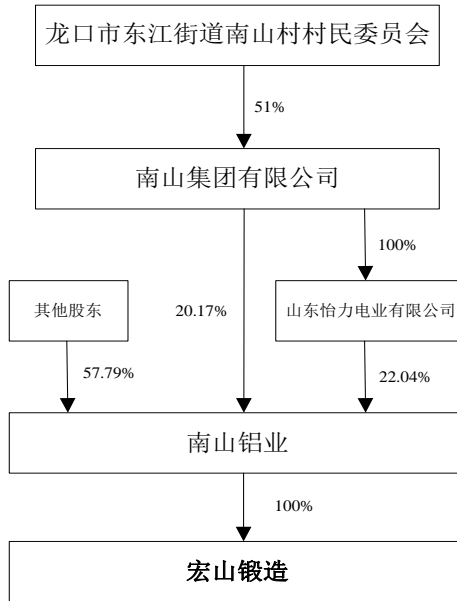 龙口市东江街道南山村村民委员会
51%
南山集团有限公司
100%
其他股东
20.17%
山东怡力电业有限公司
57.79%
22.04%
南山铝业
100%
宏山锻造